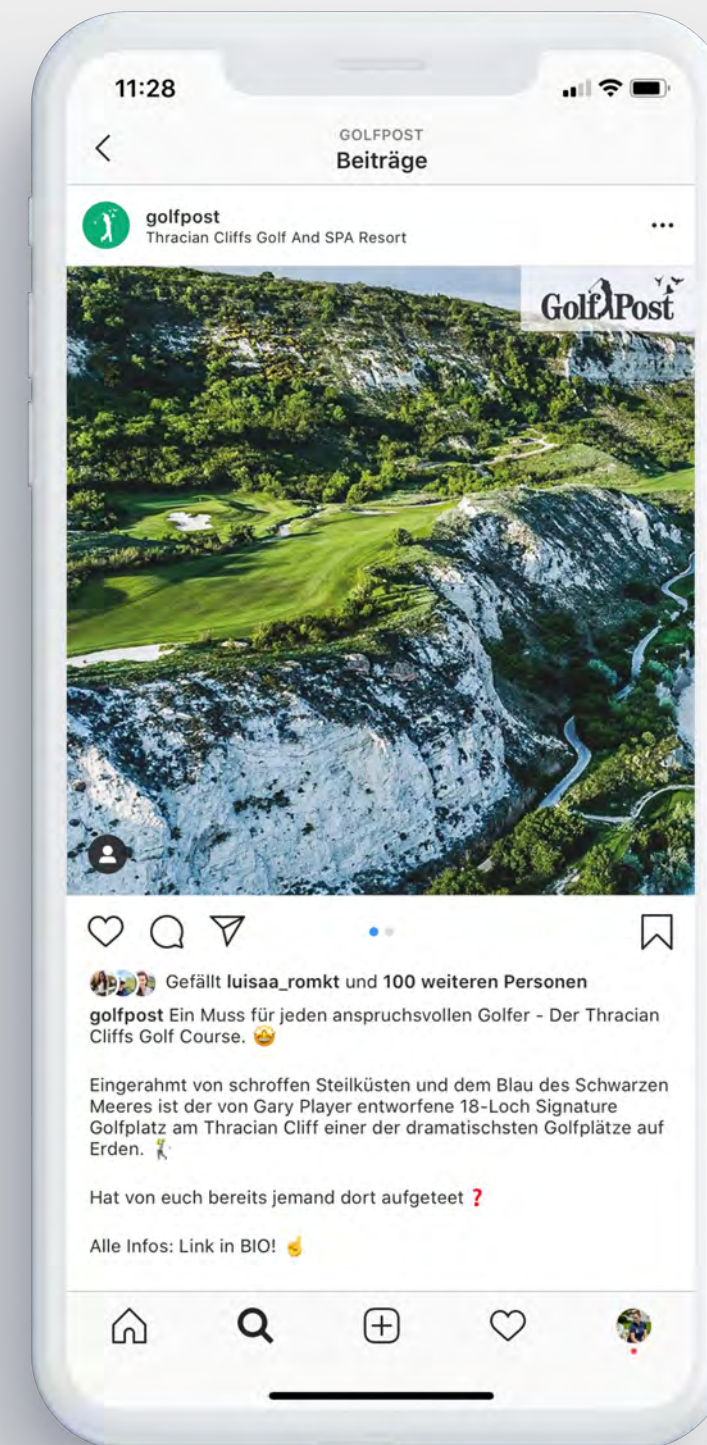 11:28
GOLFPOST
Beiträge
golfpost
Thracian Cliffs Golf And SPA Resort
Golf Post
Gefällt luisaa_romkt und 100 weiteren Personen
golfpost Ein Muss für jeden anspruchsvollen Golfer - Der Thracian
Cliffs Golf Course. 🤩
Eingerahmt von schroffen Steilküsten und dem Blau des Schwarzen
Meeres ist der von Gary Player entworfene 18-Loch Signature
Golfplatz am Thracian Cliff einer der dramatischsten Golfplätze auf
Erden. 🏌
Hat von euch bereits jemand dort aufgeteet ❓
Alle Infos: Link in BIO! ☝